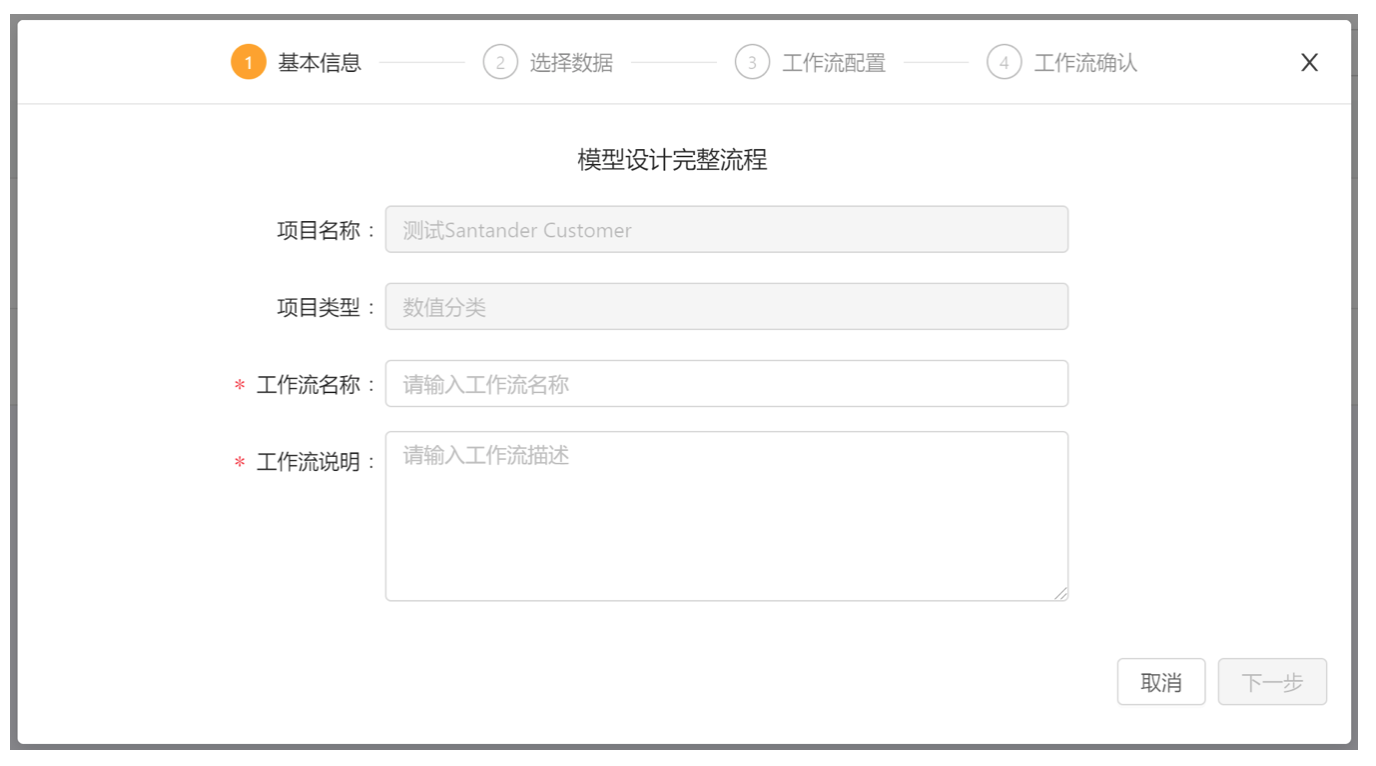 1 基本信息 2 选择数据 3 工作流配置 4 工作流确认 X
模型设计完整流程
项目名称 : 测试Santander Customer
项目类型 : 数值分类
* 工作流名称 : 请输入工作流名称
* 工作流说明 : 请输入工作流描述
取消 下一步